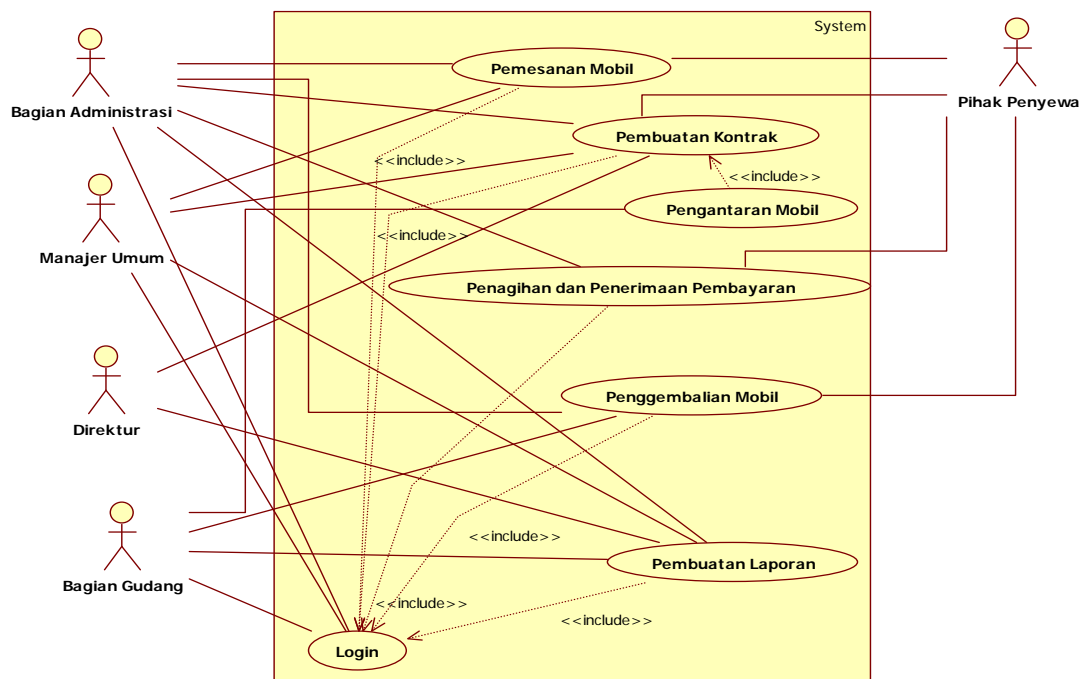 System
Pemesanan Mobil
Bagian Administrasi
Pihak Penyewa
Pembuatan Kontrak
<<include>>
<<include>>
Pengantaran Mobil
<<include>>
Manajer Umum
Penagihan dan Penerimaan Pembayaran
Penggembalian Mobil
Direktur
<<include>>
Pembuatan Laporan
Bagian Gudang
<<include>>
<<include>>
Login